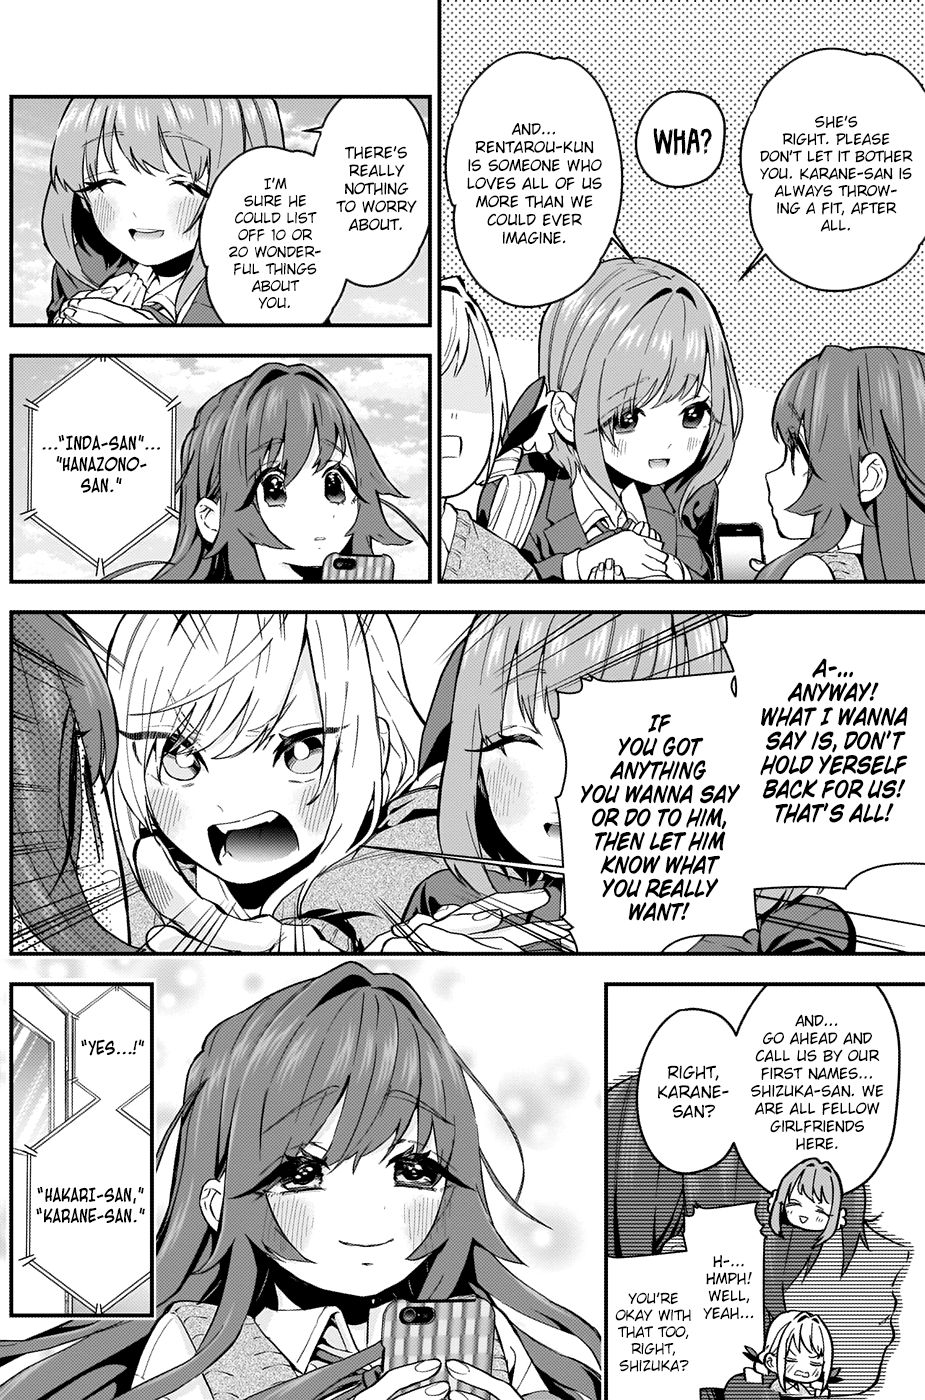 SHE'S
RIGHT. PLEASE
DON'T LET IT BOTHER
YOU. KARANE-SAN IS
ALWAYS THROW-
ING A FIT, AFTER
ALL.
WHA?
AND...
RENTAROU-KUN
IS SOMEONE WHO
LOVES ALL OF US
MORE THAN WE
COULD EVER
IMAGINE.
THERE'S
REALLY
NOTHING
TO WORRY
ABOUT.
I'M
SURE HE
COULD LIST
OFF 10 OR
20 WONDER-
FUL THINGS
ABOUT
YOU.
..."INDA-SAN"...
"HANAZONO-
SAN."
A-...
ANYWAY!
WHAT I WANNA
SAY IS, DON'T
HOLD YERSELF
BACK FOR US!
THAT'S ALL!
IF
YOU GOT
ANYTHING
YOU WANNA SAY
OR DO TO HIM,
THEN LET HIM
KNOW WHAT
YOU REALLY
WANT!
AND...
GO AHEAD AND
CALL US BY OUR
FIRST NAMES...
SHIZUKA-SAN. WE
ARE ALL FELLOW
GIRLFRIENDS
HERE.
RIGHT,
KARANE-
SAN?
H-...
HMPH!
WELL,
YEAH...
YOU'RE
OKAY WITH
THAT TOO,
RIGHT,
SHIZUKA?
"YES...!"
"HAKARI-SAN,"
"KARANE-SAN."